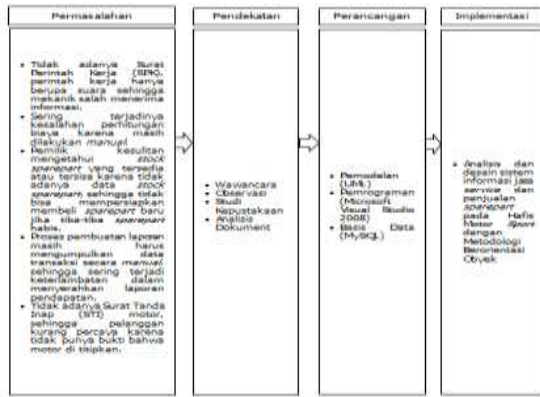 Permasalahan
• Tidak adanya Surat
Perintah Kerja (SPK),
perintah kerja hanya
berupa suara sehingga
mekanik salah menerima
informasi.
• Sering terjadinya
kesalahan perhitungan
biaya karena masih
dilakukan manual.
• Pemilik kesulitan
mengetahui stock
sparepart yang tersedia
atau tersisa karena tidak
adanya data stock
sparepart, sehingga tidak
bisa mempersiapkan
membeli sparepart baru
jika tiba-tiba sparepart
habis.
• Proses pembuatan laporan
masih harus
mengumpulkan data
transaksi secara manual,
sehingga sering terjadi
keterlambatan dalam
menyerahkan laporan
pendapatan.
• Tidak adanya Surat Tanda
Inap (STI) motor,
sehingga pelanggan
kurang percaya karena
tidak punya bukti bahwa
motor di titipkan.
Pendekatan
• Wawancara
• Observasi
• Studi
Kepustakaan
• Analisis
Dokument
Perancangan
• Pemodelan
(UML)
• Pemrograman
(Microsoft
Visual Studio
2008)
• Basis Data
(MySQL)
Implementasi
• Analisis dan
desain sistem
informasi jasa
service dan
penjualan
sparepart
pada Hafis
Motor Sport
dengan
Metodologi
Berorientasi
Obyek